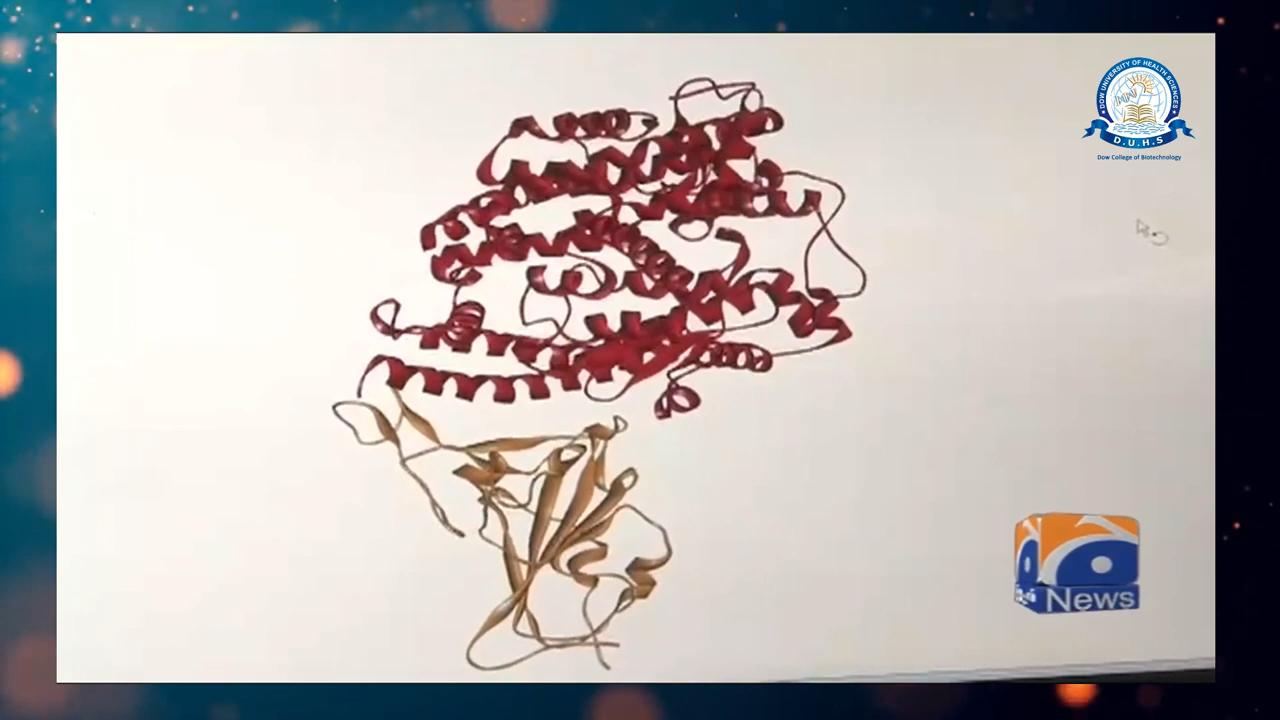 DOW UNIVERSITY OF HEALTH SCIENCES
D.U.H.S
Dow College of Biotechnology
News